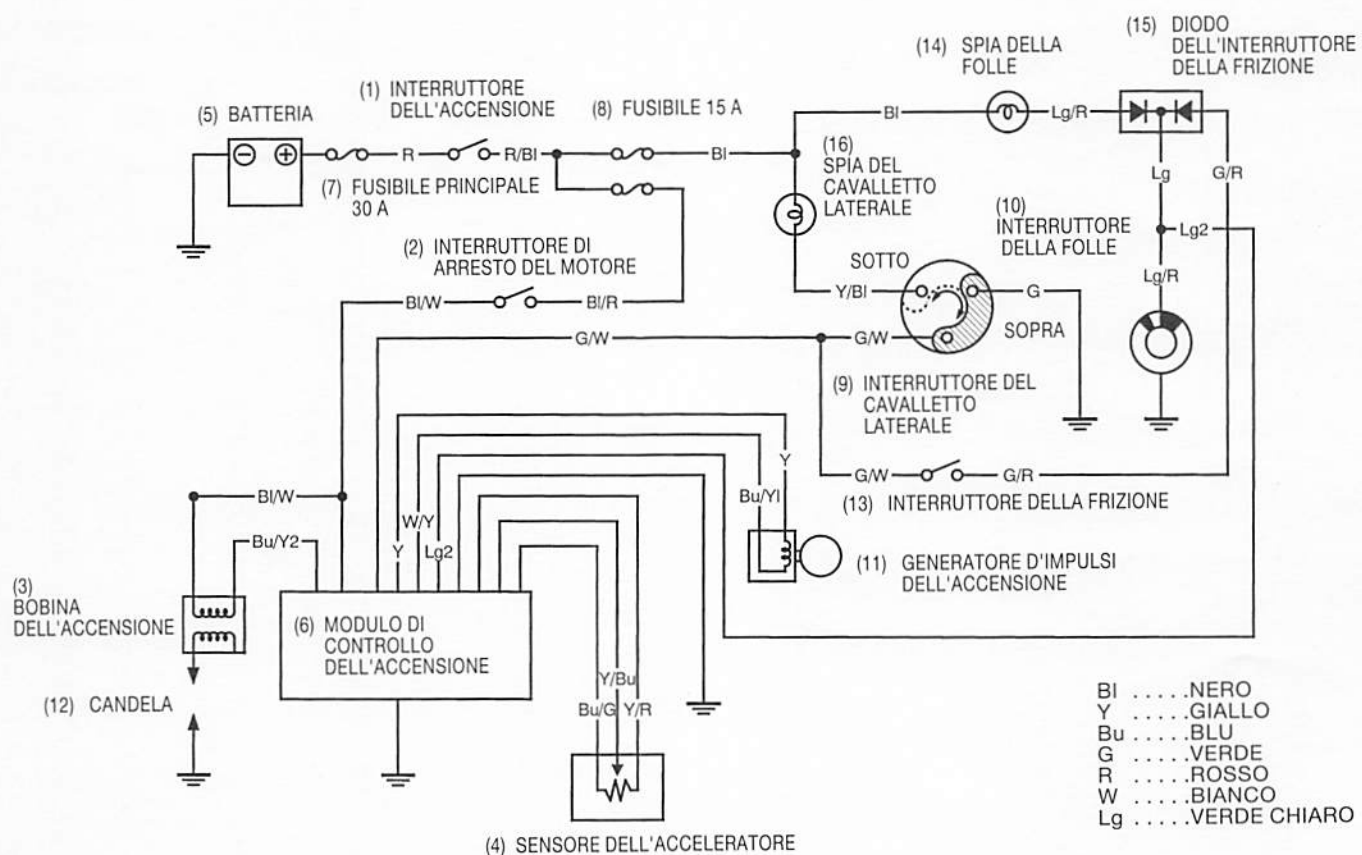 (14) SPIA DELLA
FOLLE
(15) DIODO
DELL'INTERRUTTORE
DELLA FRIZIONE
(1) INTERRUTTORE
DELL'ACCENSIONE
(5) BATTERIA
(8) FUSIBILE 15 A
Bl
Lg/R
R
R/Bl
Bl
(16)
SPIA DEL
CAVALLETTO
LATERALE
Lg
G/R
(7) FUSIBILE PRINCIPALE
30 A
(10)
INTERRUTTORE
DELLA FOLLE
Lg2
(2) INTERRUTTORE DI
ARRESTO DEL MOTORE
SOTTO
Lg/R
Bl/W
Bl/R
Y/Bl
G
G/W
G/W
SOPRA
(9) INTERRUTTORE DEL
CAVALLETTO
LATERALE
Y
G/W
G/R
Bl/W
Bu/Yl
(13) INTERRUTTORE DELLA FRIZIONE
W/Y
Y
Lg2
Bu/Y2
(11) GENERATORE D'IMPULSI
DELL'ACCENSIONE
(3)
BOBINA
DELL'ACCENSIONE
(6) MODULO DI
CONTROLLO
DELL'ACCENSIONE
Y/Bu
Bu/G
Y/R
(12) CANDELA
(4) SENSORE DELL'ACCELERATORE
Bl .....NERO
Y .....GIALLO
Bu .....BLU
G .....VERDE
R .....ROSSO
W .....BIANCO
Lg .....VERDE CHIARO